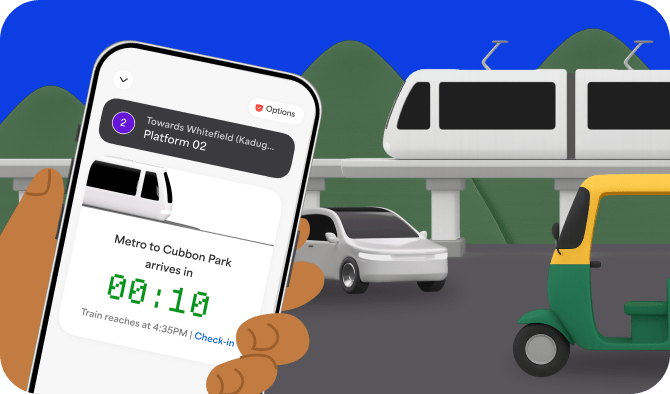 Options
2
Towards Whitefield (Kadug...
Platform 02
Metro to Cubbon Park
arrives in
00:10
Train reaches at 4:35PM | Check-in